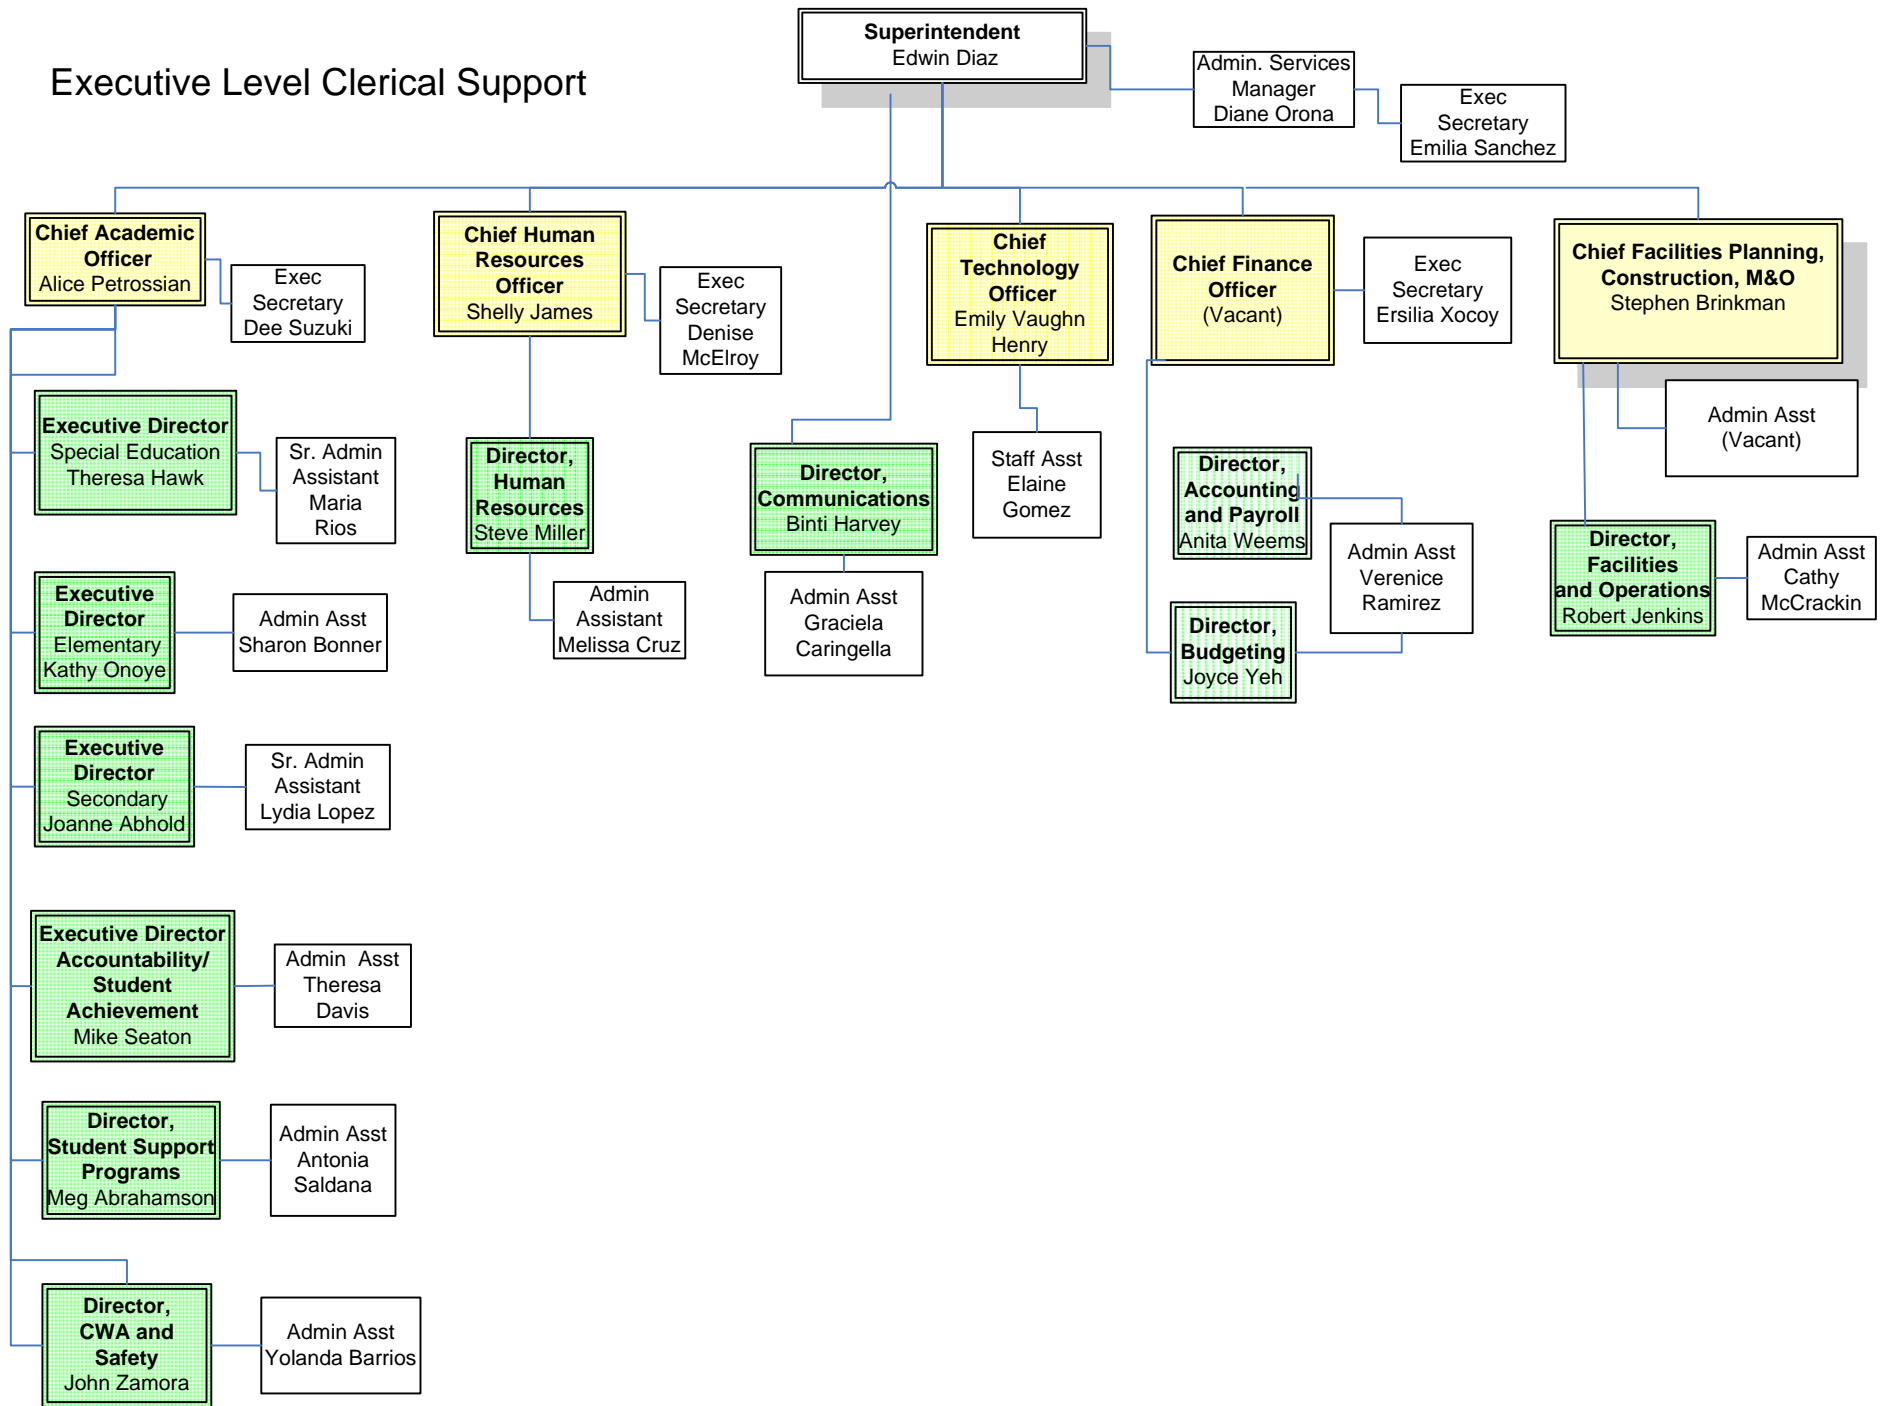 Superintendent
Edwin Diaz
Executive Level Clerical Support
Admin. Services
Manager
Diane Orona
Exec
Secretary
Emilia Sanchez
Chief Academic
Officer
Alice Petrossian
Exec
Secretary
Dee Suzuki
Chief Human
Resources
Officer
Shelly James
Exec
Secretary
Denise
McElroy
Chief
Technology
Officer
Emily Vaughn
Henry
Chief Finance
Officer
(Vacant)
Exec
Secretary
Ersilia Xocoy
Chief Facilities Planning,
Construction, M&O
Stephen Brinkman
Admin Asst
(Vacant)
Executive Director
Special Education
Theresa Hawk
Sr. Admin
Assistant
Maria
Rios
Director,
Human
Resources
Steve Miller
Director,
Communications
Binti Harvey
Staff Asst
Elaine
Gomez
Director,
Accounting
and Payroll
Anita Weems
Admin Asst
Verenice
Ramirez
Director,
Facilities
and Operations
Robert Jenkins
Admin Asst
Cathy
McCrackin
Executive
Director
Elementary
Kathy Onoye
Admin Asst
Sharon Bonner
Admin
Assistant
Melissa Cruz
Admin Asst
Graciela
Caringella
Director,
Budgeting
Joyce Yeh
Executive
Director
Secondary
Joanne Abhold
Sr. Admin
Assistant
Lydia Lopez
Executive Director
Accountability/
Student
Achievement
Mike Seaton
Admin  Asst
Theresa
Davis
Director,
Student Support
Programs
Meg Abrahamson
Admin Asst
Antonia
Saldana
Director,
CWA and
Safety
John Zamora
Admin Asst
Yolanda Barrios